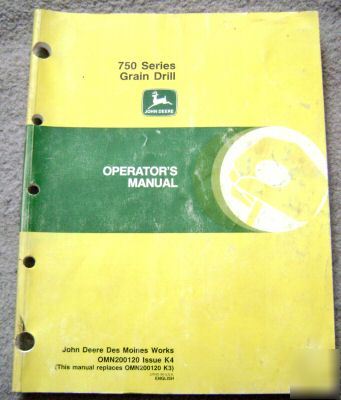 750 Series
Grain Drill
JOHN DEERE
OPERATOR'S
MANUAL
John Deere Des Moines Works
OMN200120 Issue K4
(This manual replaces OMN200120 K3)
ENGLISH